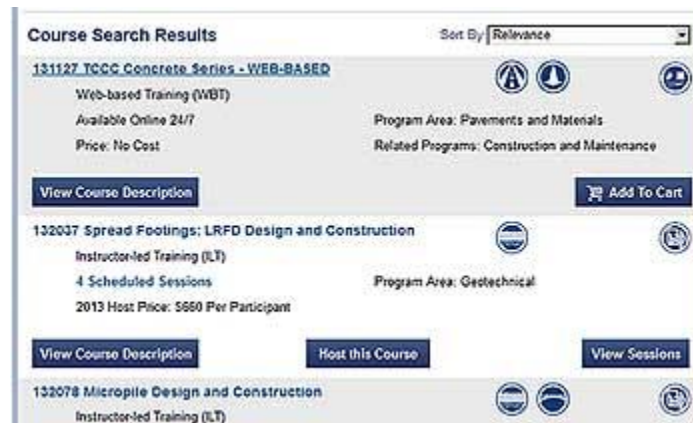 Course Search Results
Sort By: Relevance
131127 TCCC Concrete Series - WEB-BASED
Web-based Training (WBT)
Available Online 24/7
Program Area: Pavements and Materials
Price: No Cost
Related Programs: Construction and Maintenance
View Course Description
Add To Cart
132037 Spread Footings: LRFD Design and Construction
Instructor-led Training (ILT)
4 Scheduled Sessions
Program Area: Geotechnical
2013 Host Price: $660 Per Participant
View Course Description
Host this Course
View Sessions
132078 Micropile Design and Construction
Instructor-led Training (ILT)